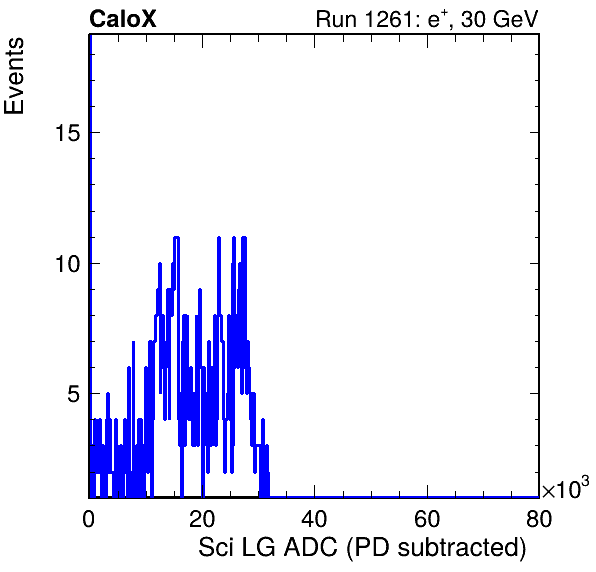 CaloX Run 1261: e⁺, 30 GeV
Events
15
10
5
0 20 40 60 80
×10³
Sci LG ADC (PD subtracted)